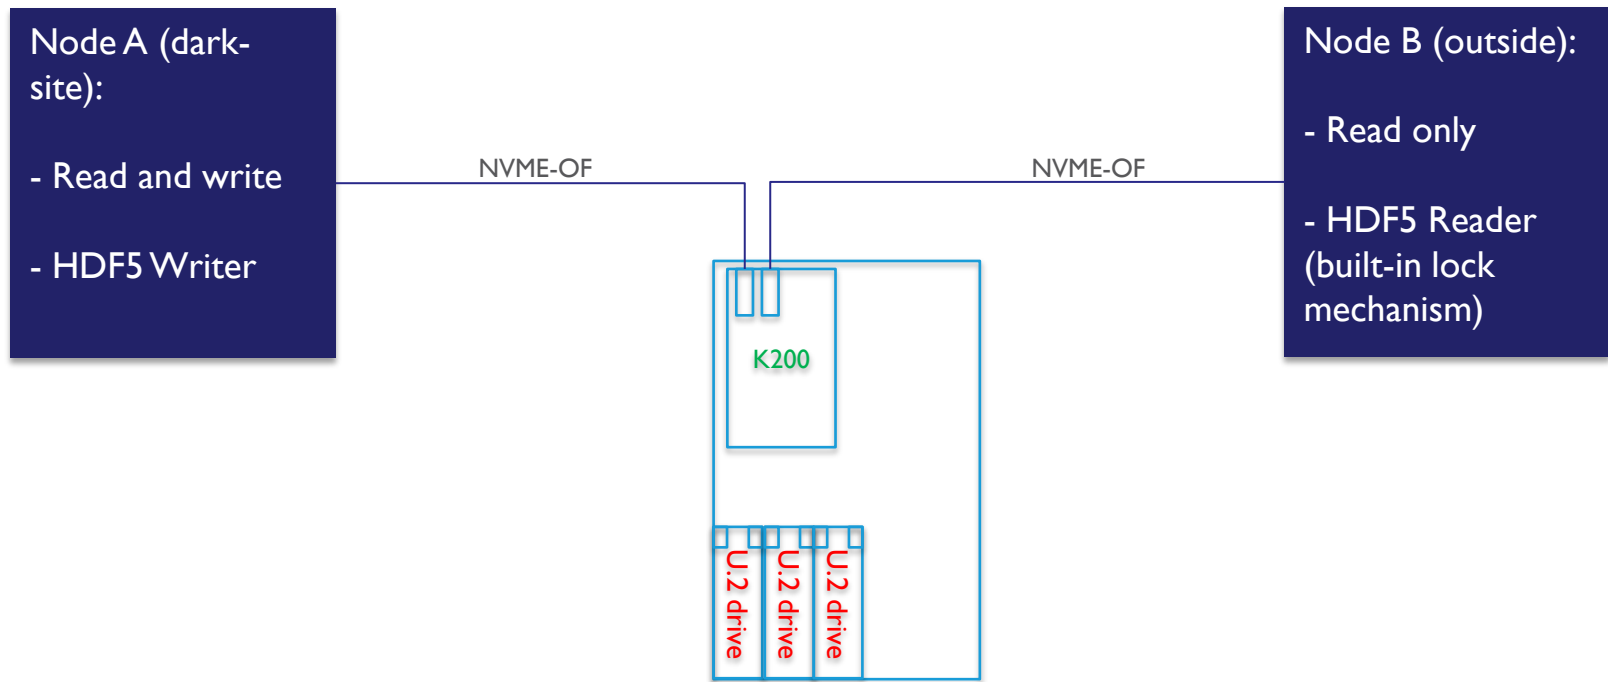 Node A (dark-
site):
- Read and write
- HDF5 Writer
NVME-OF
NVME-OF
Node B (outside):
- Read only
- HDF5 Reader
(built-in lock
mechanism)
K200
U.2 drive
U.2 drive
U.2 drive